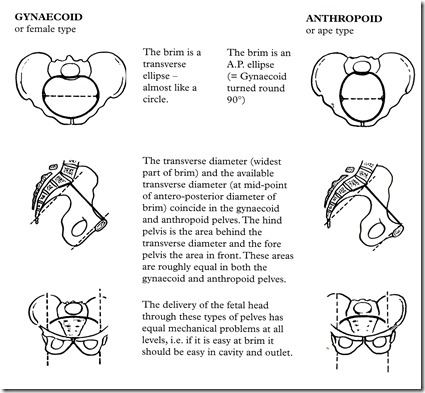 GYNAECOID
or female type
The brim is a
transverse
ellipse –
almost like a
circle.
The brim is an
A.P. ellipse
(= Gynaecoid
turned round
90°)
ANTHROPOID
or ape type
The transverse diameter (widest
part of brim) and the available
transverse diameter (at mid-point
of antero-posterior diameter of
brim) coincide in the gynaecoid
and anthropoid pelves. The hind
pelvis is the area behind the
transverse diameter and the fore
pelvis the area in front. These areas
are roughly equal in both the
gynaecoid and anthropoid pelves.
The delivery of the fetal head
through these types of pelves has
equal mechanical problems at all
levels, i.e. if it is easy at brim it
should be easy in cavity and outlet.